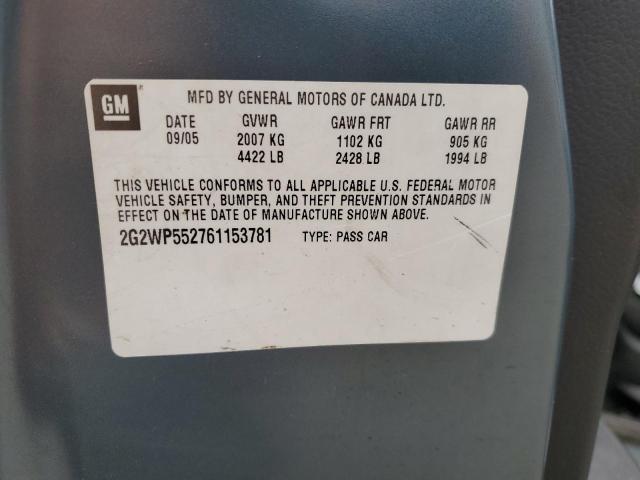 GM
MFD BY GENERAL MOTORS OF CANADA LTD.
DATE GVWR GAWR FRT GAWR RR
09/05 2007 KG 1102 KG 905 KG
4422 LB 2428 LB 1994 LB
THIS VEHICLE CONFORMS TO ALL APPLICABLE U.S. FEDERAL MOTOR
VEHICLE SAFETY, BUMPER, AND THEFT PREVENTION STANDARDS IN
EFFECT ON THE DATE OF MANUFACTURE SHOWN ABOVE.
2G2WP552761153781 TYPE: PASS CAR